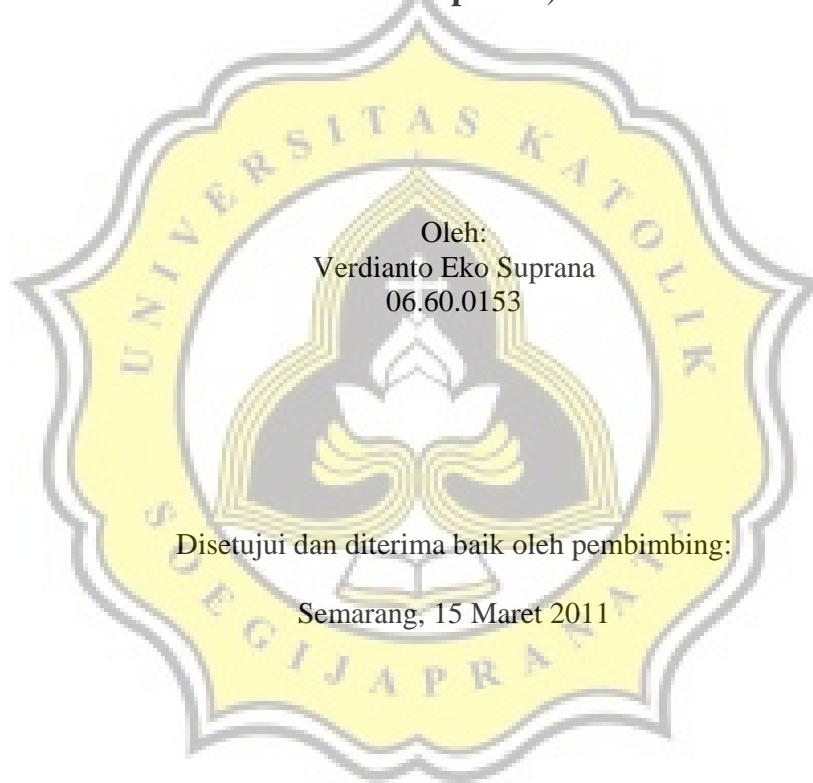 Oleh:
Verdianto Eko Suprana
06.60.0153
UNIVERSITAS KATOLIK
Disetujui dan diterima baik oleh pembimbing:
Semarang, 15 Maret 2011
SOEGIJAPRANATA